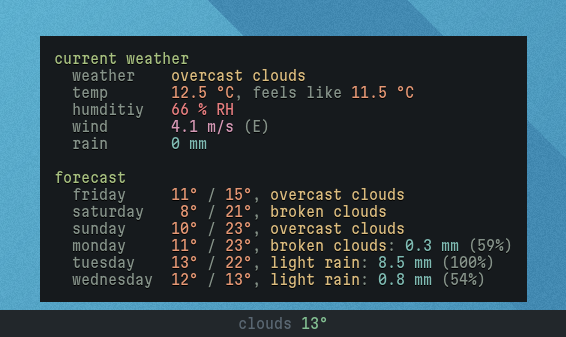 current weather
weather overcast clouds
temp 12.5 °C, feels like 11.5 °C
humditiy 66 % RH
wind 4.1 m/s (E)
rain 0 mm
forecast
friday 11° / 15°, overcast clouds
saturday 8° / 21°, broken clouds
sunday 10° / 23°, overcast clouds
monday 11° / 23°, broken clouds: 0.3 mm (59%)
tuesday 13° / 22°, light rain: 8.5 mm (100%)
wednesday 12° / 13°, light rain: 0.8 mm (54%)
clouds 13°